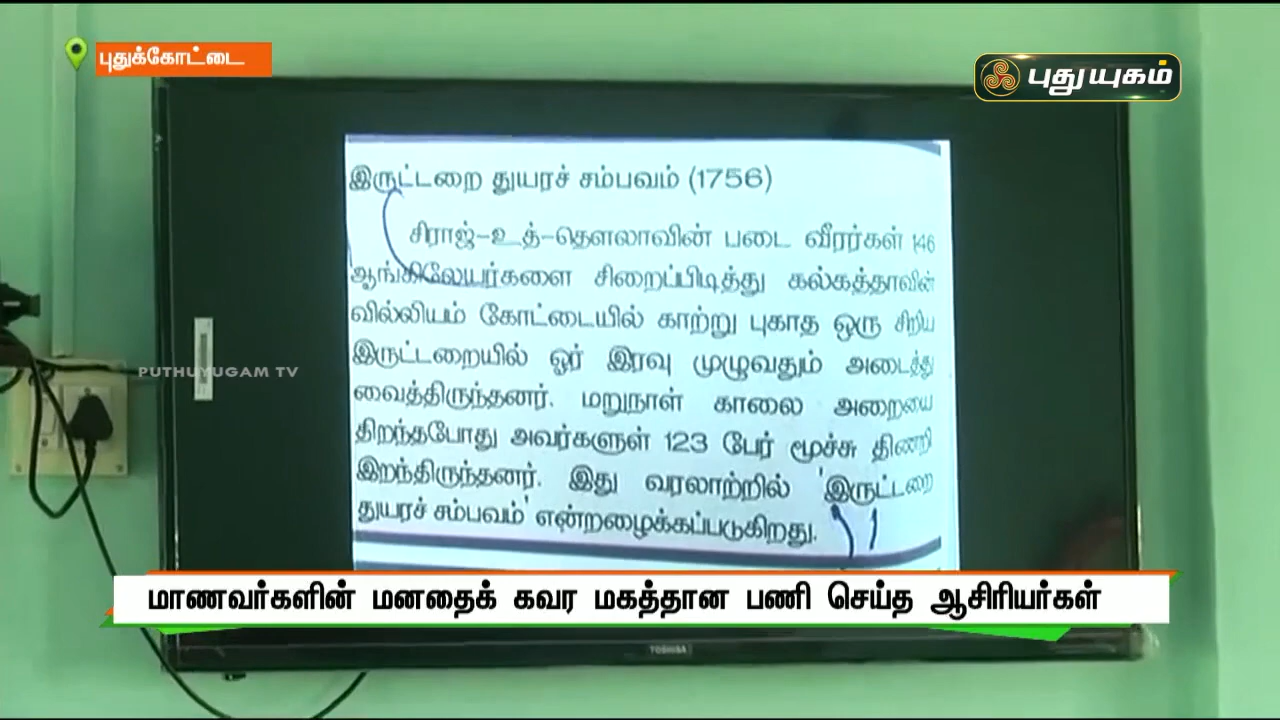 புதுக்கோட்டை
புதுயுகம்
இருட்டறை துயரச் சம்பவம் (1756)
சிராஜ்-உத்-தௌலாவின் படை வீரர்கள் 146
ஆங்கிலேயர்களை சிறைப்பிடித்து கல்கத்தாவின்
வில்லியம் கோட்டையில் காற்று புகாத ஒரு சிறிய
இருட்டறையில் ஓர் இரவு முழுவதும் அடைத்து
வைத்திருந்தனர். மறுநாள் காலை அறையை
திறந்தபோது அவர்களுள் 123 பேர் மூச்சு திணறி
இறந்திருந்தனர். இது வரலாற்றில் 'இருட்டறை
துயரச் சம்பவம்' என்றழைக்கப்படுகிறது.
PUTHUYUGAM TV
மாணவர்களின் மனதைக் கவர மகத்தான பணி செய்த ஆசிரியர்கள்
TOSHIBA